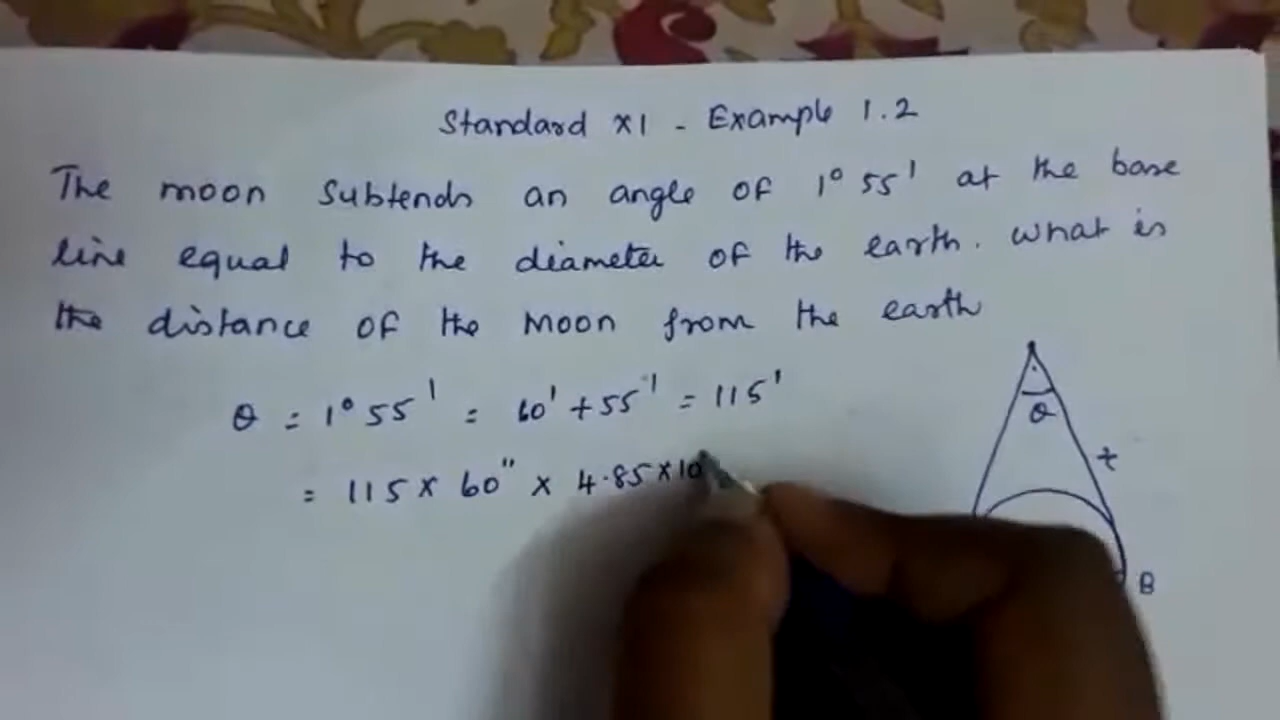 Standard XI - Example 1.2
The moon subtends an angle of 1° 55' at the base
line equal to the diameter of the earth. What is
the distance of the moon from the earth
θ = 1° 55' = 60' + 55' = 115'
= 115 × 60" × 4.85 × 10
θ
x
B